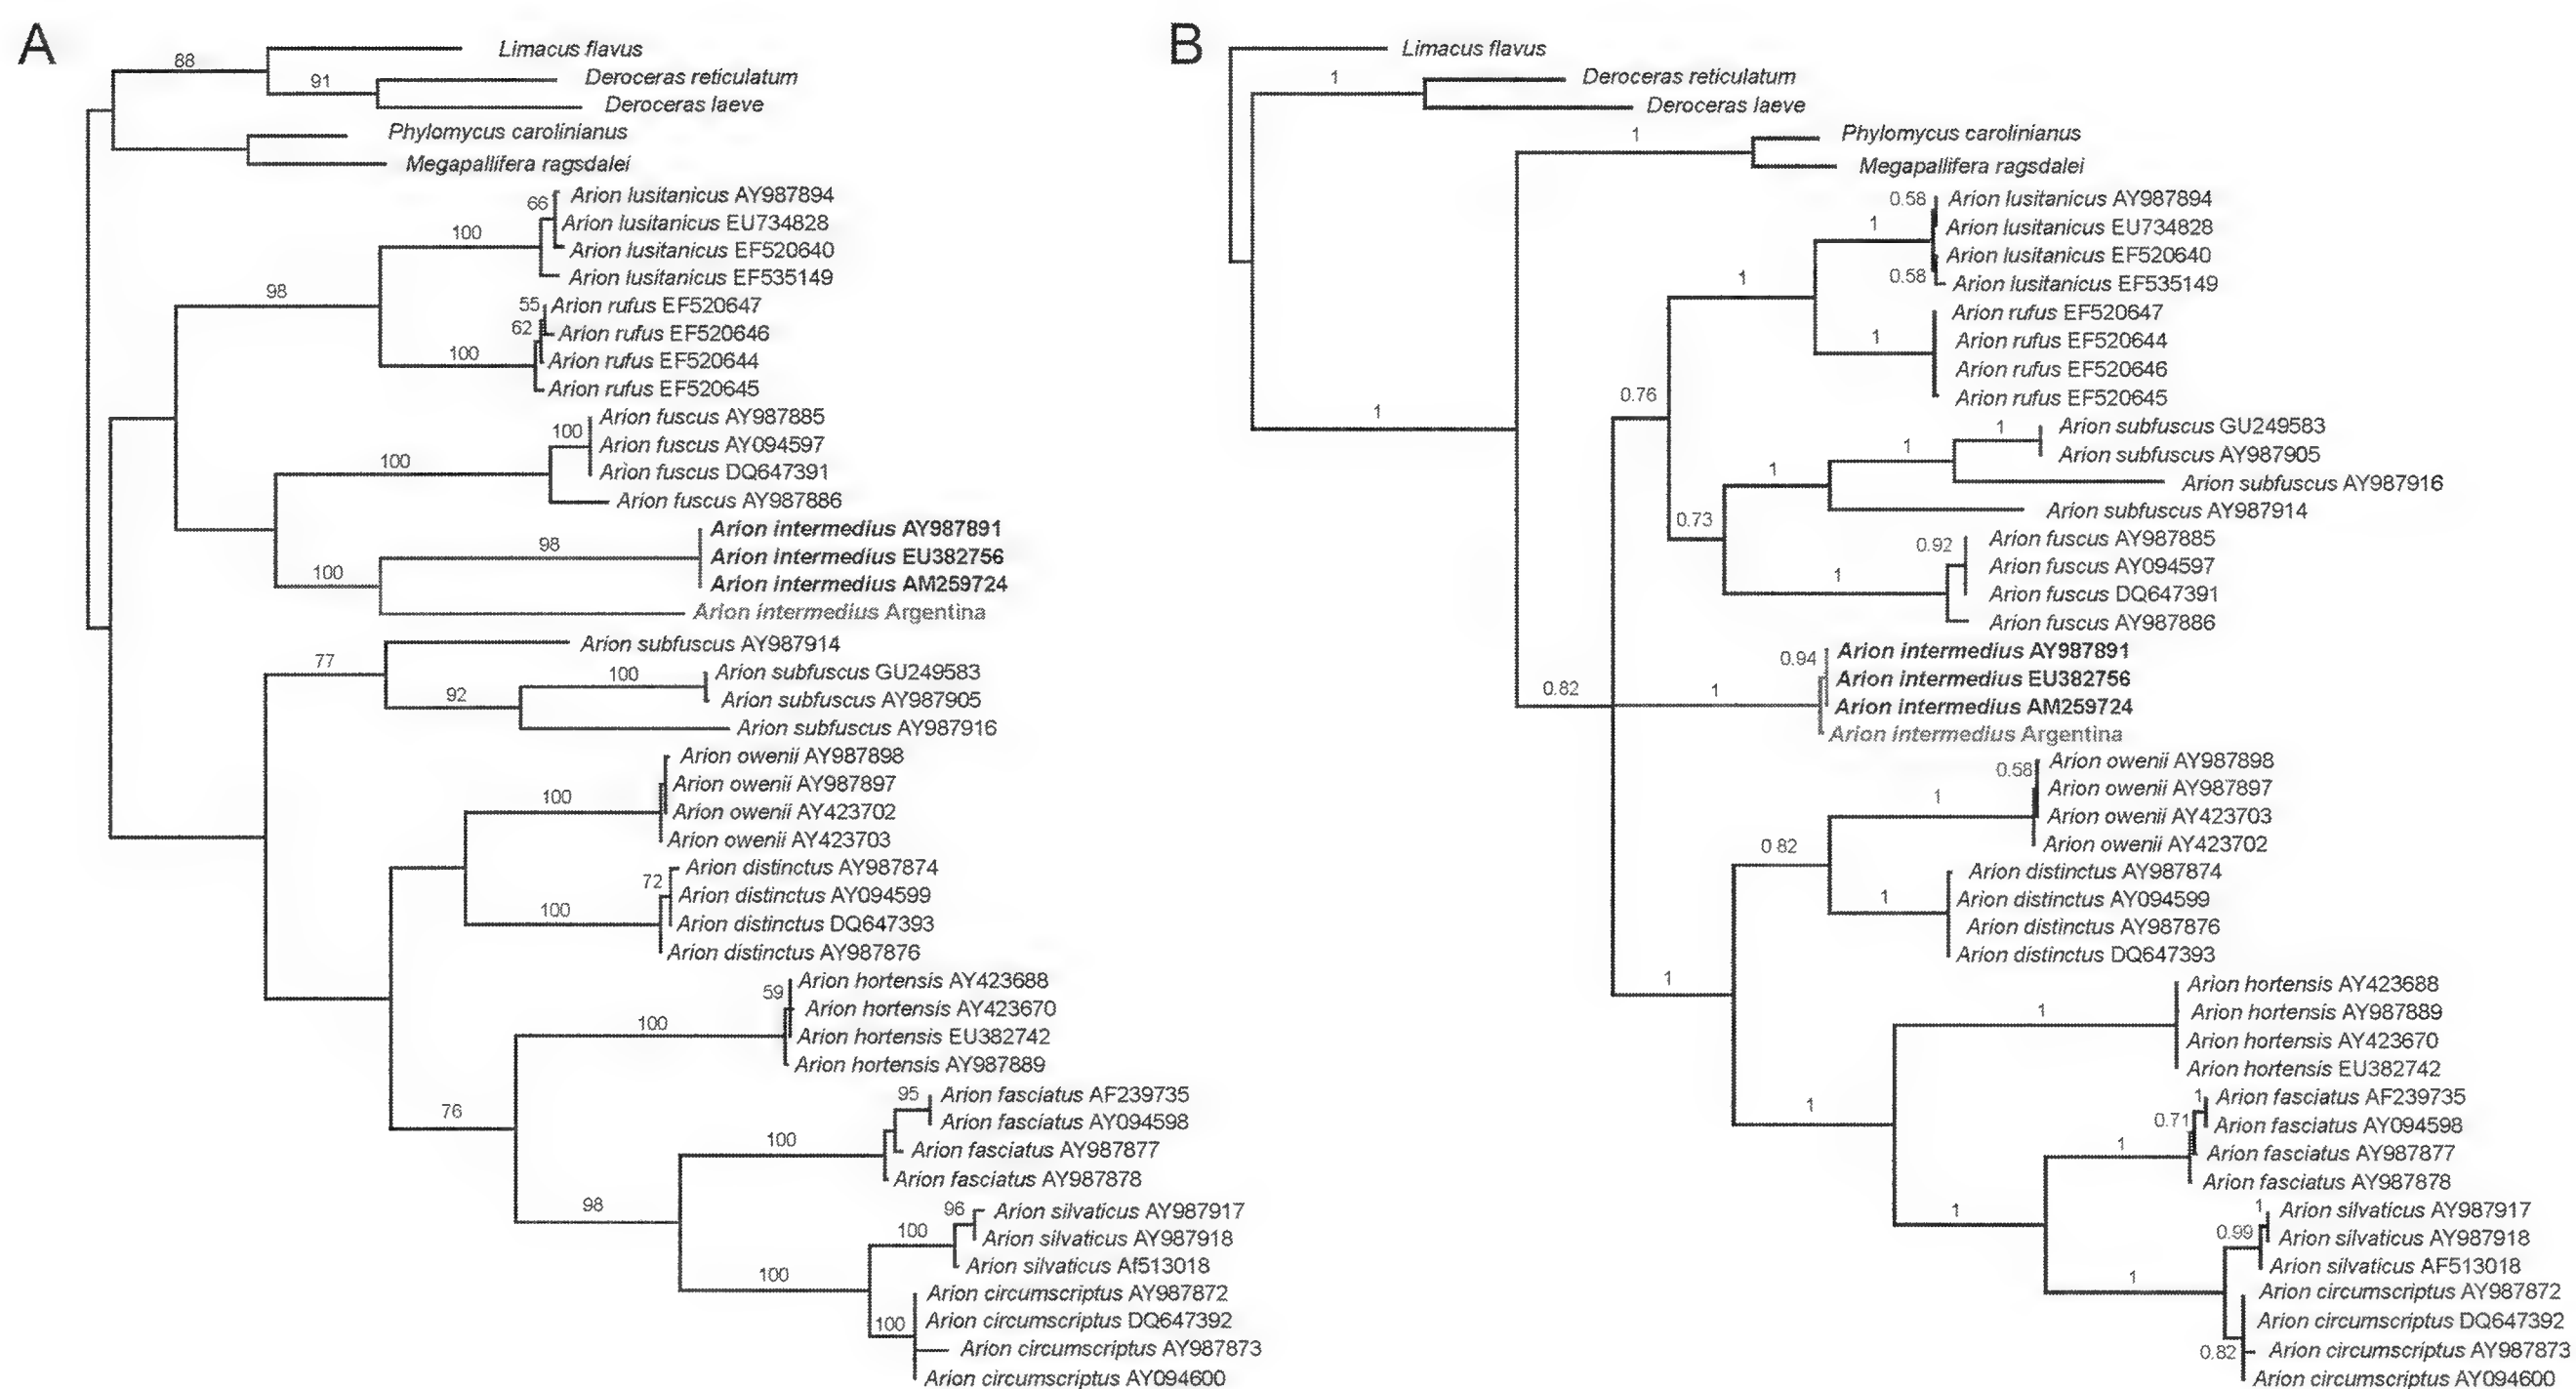 A
88
Limacus flavus
91
Deroceras reticulatum
Deroceras laeve
Phylomycus carolinianus
Megapallifera ragsdalei
66
Arion lusitanicus AY987894
Arion lusitanicus EU734828
100
Arion lusitanicus EF520640
Arion lusitanicus EF535149
98
55
Arion rufus EF520647
62
Arion rufus EF520646
100
Arion rufus EF520644
Arion rufus EF520645
Arion fuscus AY987885
100
Arion fuscus AY094597
100
Arion fuscus DQ647391
Arion fuscus AY987886
Arion intermedius AY987891
98
Arion intermedius EU382756
100
Arion intermedius AM259724
Arion intermedius Argentina
Arion subfuscus AY987914
77
100
Arion subfuscus GU249583
92
Arion subfuscus AY987905
Arion subfuscus AY987916
Arion owenii AY987898
Arion owenii AY987897
100
Arion owenii AY423702
Arion owenii AY423703
Arion distinctus AY987874
72
Arion distinctus AY094599
100
Arion distinctus DQ647393
Arion distinctus AY987876
Arion hortensis AY423688
59
Arion hortensis AY423670
100
Arion hortensis EU382742
Arion hortensis AY987889
76
95
Arion fasciatus AF239735
Arion fasciatus AY094598
100
Arion fasciatus AY987877
Arion fasciatus AY987878
98
96
Arion silvaticus AY987917
100
Arion silvaticus AY987918
Arion silvaticus Af513018
100
Arion circumscriptus AY987872
100
Arion circumscriptus DQ647392
Arion circumscriptus AY987873
Arion circumscriptus AY094600
B
Limacus flavus
1
Deroceras reticulatum
Deroceras laeve
1
Phylomycus carolinianus
Megapallifera ragsdalei
0.58
Arion lusitanicus AY987894
1
Arion lusitanicus EU734828
Arion lusitanicus EF520640
1
0.58
Arion lusitanicus EF535149
Arion rufus EF520647
1
Arion rufus EF520644
Arion rufus EF520646
0.76
Arion rufus EF520645
1
1
Arion subfuscus GU249583
1
Arion subfuscus AY987905
1
Arion subfuscus AY987916
Arion subfuscus AY987914
0.73
Arion fuscus AY987885
0.92
Arion fuscus AY094597
1
Arion fuscus DQ647391
Arion fuscus AY987886
0.94
Arion intermedius AY987891
Arion intermedius EU382756
0.82
1
Arion intermedius AM259724
Arion intermedius Argentina
0.58
Arion owenii AY987898
Arion owenii AY987897
1
Arion owenii AY423703
Arion owenii AY423702
0.82
Arion distinctus AY987874
1
Arion distinctus AY094599
Arion distinctus AY987876
Arion distinctus DQ647393
1
Arion hortensis AY423688
1
Arion hortensis AY987889
Arion hortensis AY423670
Arion hortensis EU382742
1
1
Arion fasciatus AF239735
0.71
Arion fasciatus AY094598
1
Arion fasciatus AY987877
Arion fasciatus AY987878
1
1
Arion silvaticus AY987917
0.99
Arion silvaticus AY987918
Arion silvaticus AF513018
1
Arion circumscriptus AY987872
Arion circumscriptus DQ647392
0.82
Arion circumscriptus AY987873
Arion circumscriptus AY094600